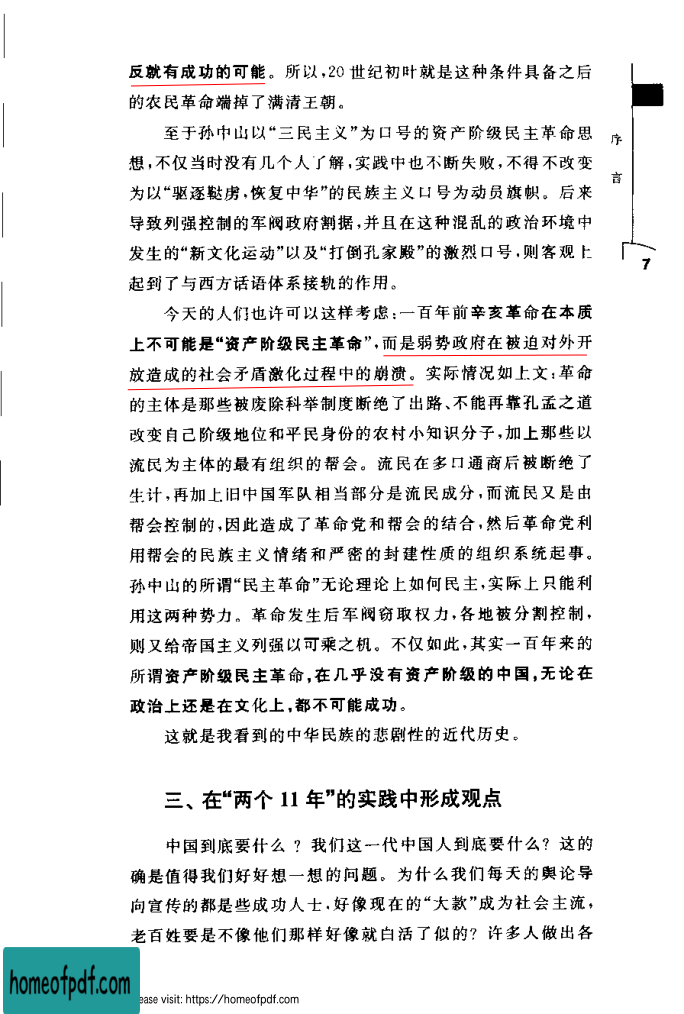 反就有成功的可能。所以,20 世纪初叶就是这种条件具备之后
的农民革命端掉了满清王朝。
至于孙中山以“三民主义”为口号的资产阶级民主革命思
想,不仅当时没有几个人了解,实践中也不断失败,不得不改变
为以“驱逐鞑虏,恢复中华”的民族主义口号为动员旗帜。后来
导致列强控制的军阀政府割据,并且在这种混乱的政治环境中
发生的“新文化运动”以及“打倒孔家殿”的激烈口号,则客观上
起到了与西方话语体系接轨的作用。
今天的人们也许可以这样考虑:一百年前辛亥革命在本质
上不可能是“资产阶级民主革命”,而是弱势政府在被迫对外开
放造成的社会矛盾激化过程中的崩溃。实际情况如上文:革命
的主体是那些被废除科举制度断绝了出路、不能再靠孔孟之道
改变自己阶级地位和平民身份的农村小知识分子,加上那些以
流民为主体的最有组织的帮会。流民在多口通商后被断绝了
生计,再加上旧中国军队相当部分是流民成分,而流民又是由
帮会控制的,因此造成了革命党和帮会的结合,然后革命党利
用帮会的民族主义情绪和严密的封建性质的组织系统起事。
孙中山的所谓“民主革命”无论理论上如何民主,实际上只能利
用这两种势力。革命发生后军阀窃取权力,各地被分割控制,
则又给帝国主义列强以可乘之机。不仅如此,其实一百年来的
所谓资产阶级民主革命,在几乎没有资产阶级的中国,无论在
政治上还是在文化上,都不可能成功。
这就是我看到的中华民族的悲剧性的近代历史。
三、在“两个 11 年”的实践中形成观点
中国到底要什么 ? 我们这一代中国人到底要什么? 这的
确是值得我们好好想一想的问题。为什么我们每天的舆论导
向宣传的都是些成功人士,好像现在的“大款”成为社会主流,
老百姓要是不像他们那样好像就白活了似的? 许多人做出各
序
言
7
homeofpdf.com
ease visit: https://homeofpdf.com